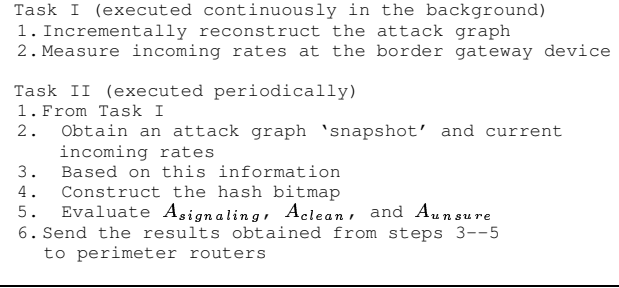 Task I (executed continuously in the background)
1. Incrementally reconstruct the attack graph
2. Measure incoming rates at the border gateway device
Task II (executed periodically)
1. From Task I
2. Obtain an attack graph ‘snapshot’ and current
incoming rates
3. Based on this information
4. Construct the hash bitmap
5. Evaluate A_signaling, A_clean, and A_unsure
6. Send the results obtained from steps 3--5
to perimeter routers